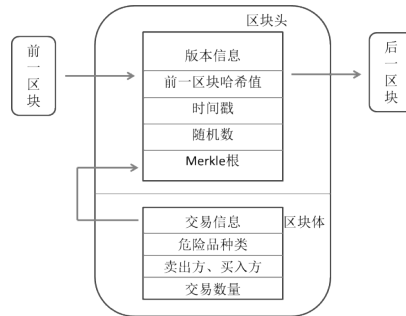 区块头
前一区块
版本信息
前一区块哈希值
时间戳
随机数
Merkle根
后一区块
交易信息
区块体
危险品种类
卖出方、买入方
交易数量